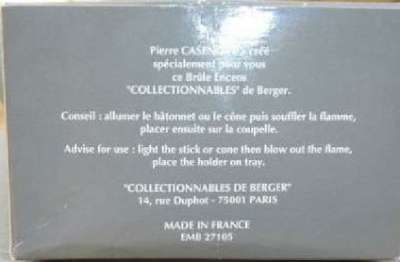 Pierre
spécialement pour vous
ce Brûle Encens
"COLLECTIONNABLES" de Berger.
Conseil : allumer le bâtonnet ou le cône puis souffler la flamme,
placer ensuite sur la coupelle.
Advise for use : light the stick or cone then blow out the flame,
place the holder on tray.
"COLLECTIONNABLES DE BERGER"
14, rue Duphot - 75001 PARIS
MADE IN FRANCE
EMB 27105